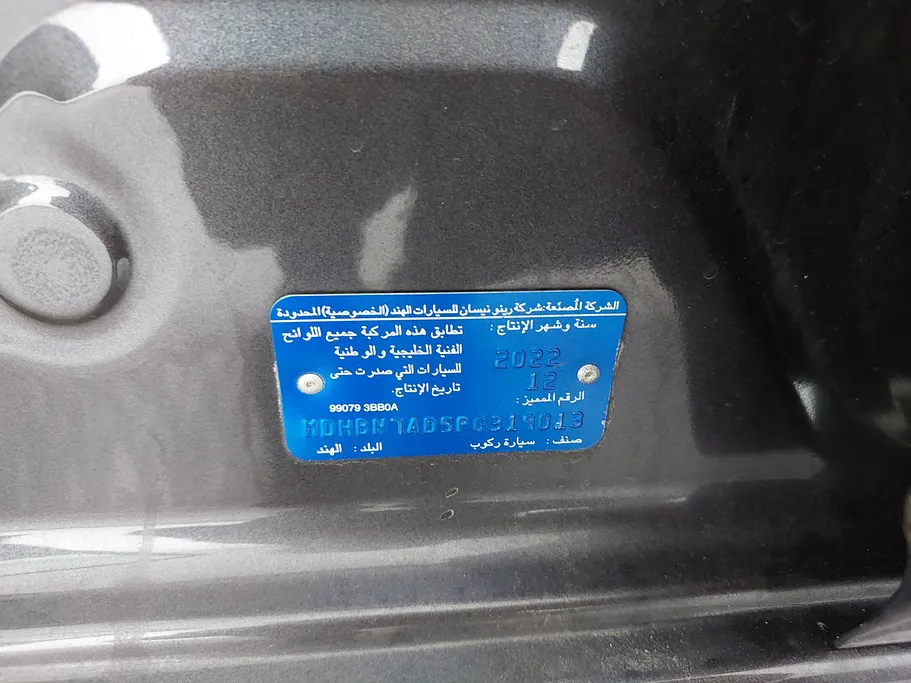 الشركة المصنعة:شركة رينو نيسان للسيارات الهند (الخصوصية) المحدودة
سنة وشهر الإنتاج :
2022
12
الرقم المميز :
تطابق هذه المركبة جميع اللوائح
الفنية الخليجية و الوطنية
للسيارات التي صدرت حتى
تاريخ الإنتاج.
99079 3BB0A
MDHBN7AD5PG319013
صنف : سيارة ركوب البلد : الهند